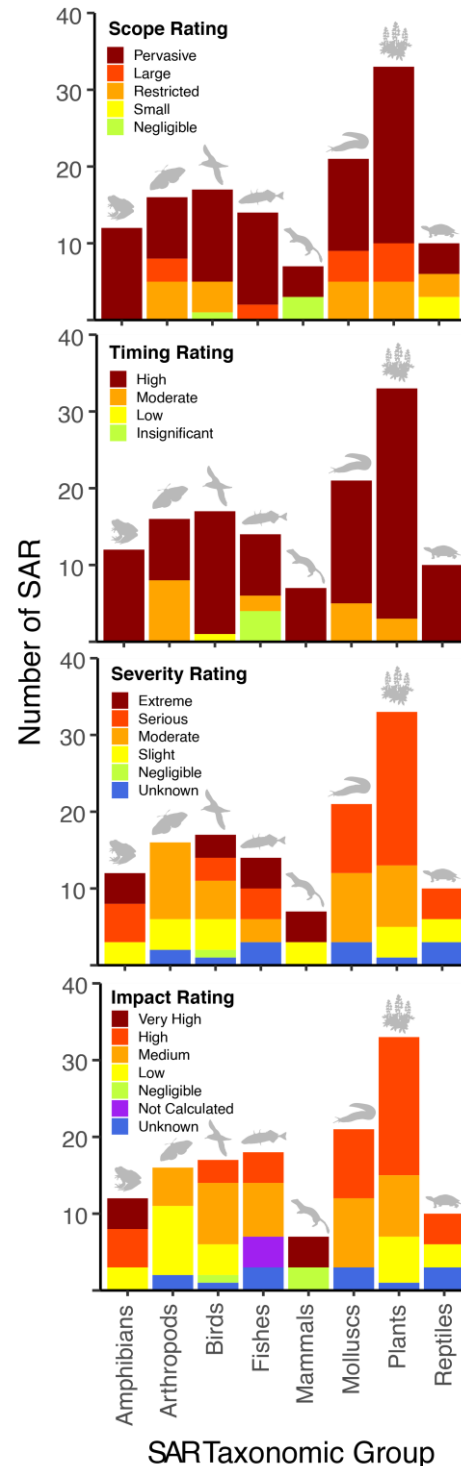 Scope Rating
Pervasive
Large
Restricted
Small
Negligible
40
30
20
10
Timing Rating
High
Moderate
Low
Insignificant
40
30
20
10
Number of SAR
Severity Rating
Extreme
Serious
Moderate
Slight
Negligible
Unknown
40
30
20
10
Impact Rating
Very High
High
Medium
Low
Negligible
Not Calculated
Unknown
40
30
20
10
Amphibians
Arthropods
Birds
Fishes
Mammals
Molluscs
Plants
Reptiles
SAR Taxonomic Group